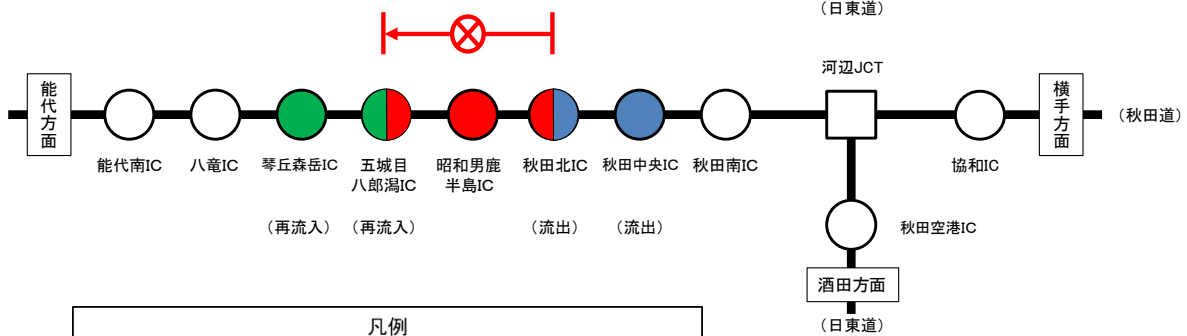 （日東道）
河辺JCT
能代方面
横手方面
（秋田道）
能代南IC
八竜IC
琴丘森岳IC
五城目
八郎潟IC
昭和男鹿
半島IC
秋田北IC
秋田中央IC
秋田南IC
協和IC
（再流入）
（再流入）
（流出）
（流出）
秋田空港IC
酒田方面
（日東道）
凡例